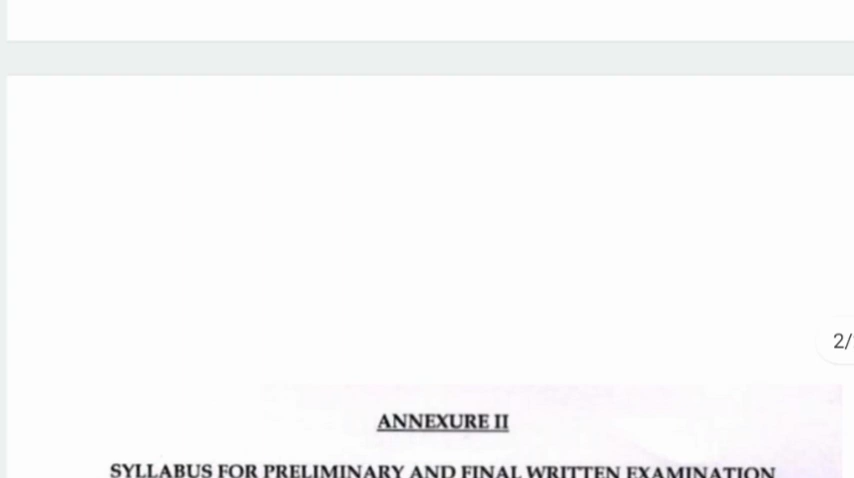 2/
ANNEXURE II
SYLLABUS FOR PRELIMINARY AND FINAL WRITTEN EXAMINATION